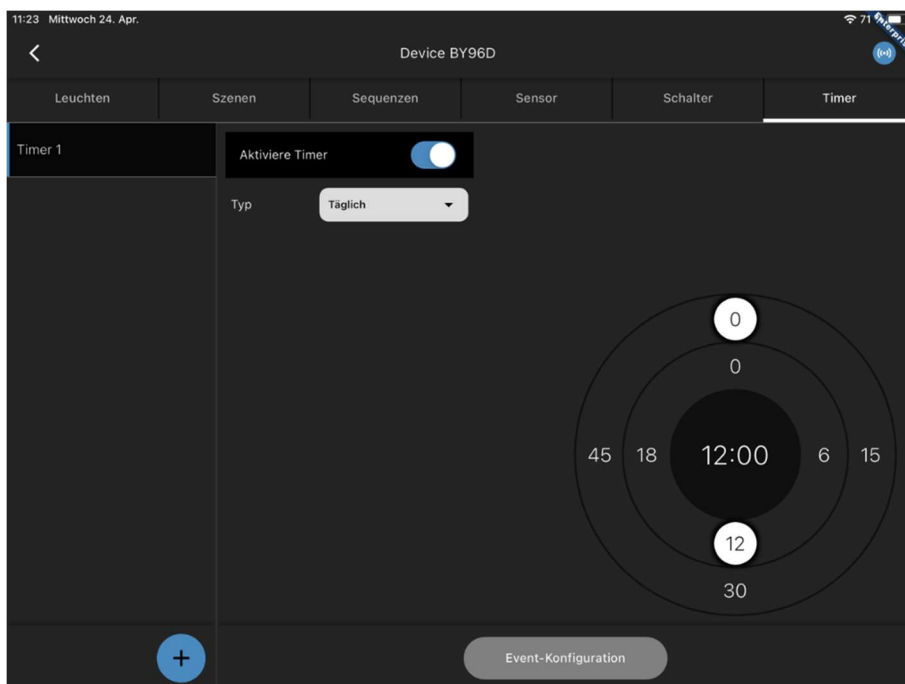 11:23 Mittwoch 24. Apr.
71 %
Device BY96D
Leuchten Szenen Sequenzen Sensor Schalter Timer
Timer 1
Aktiviere Timer
Typ Täglich
0
0
45 18 12:00 6 15
12
30
+ Event-Konfiguration